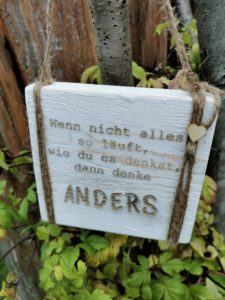 Wenn nicht alles
so läuft,
wie du es denkst,
dann denke
ANDERS